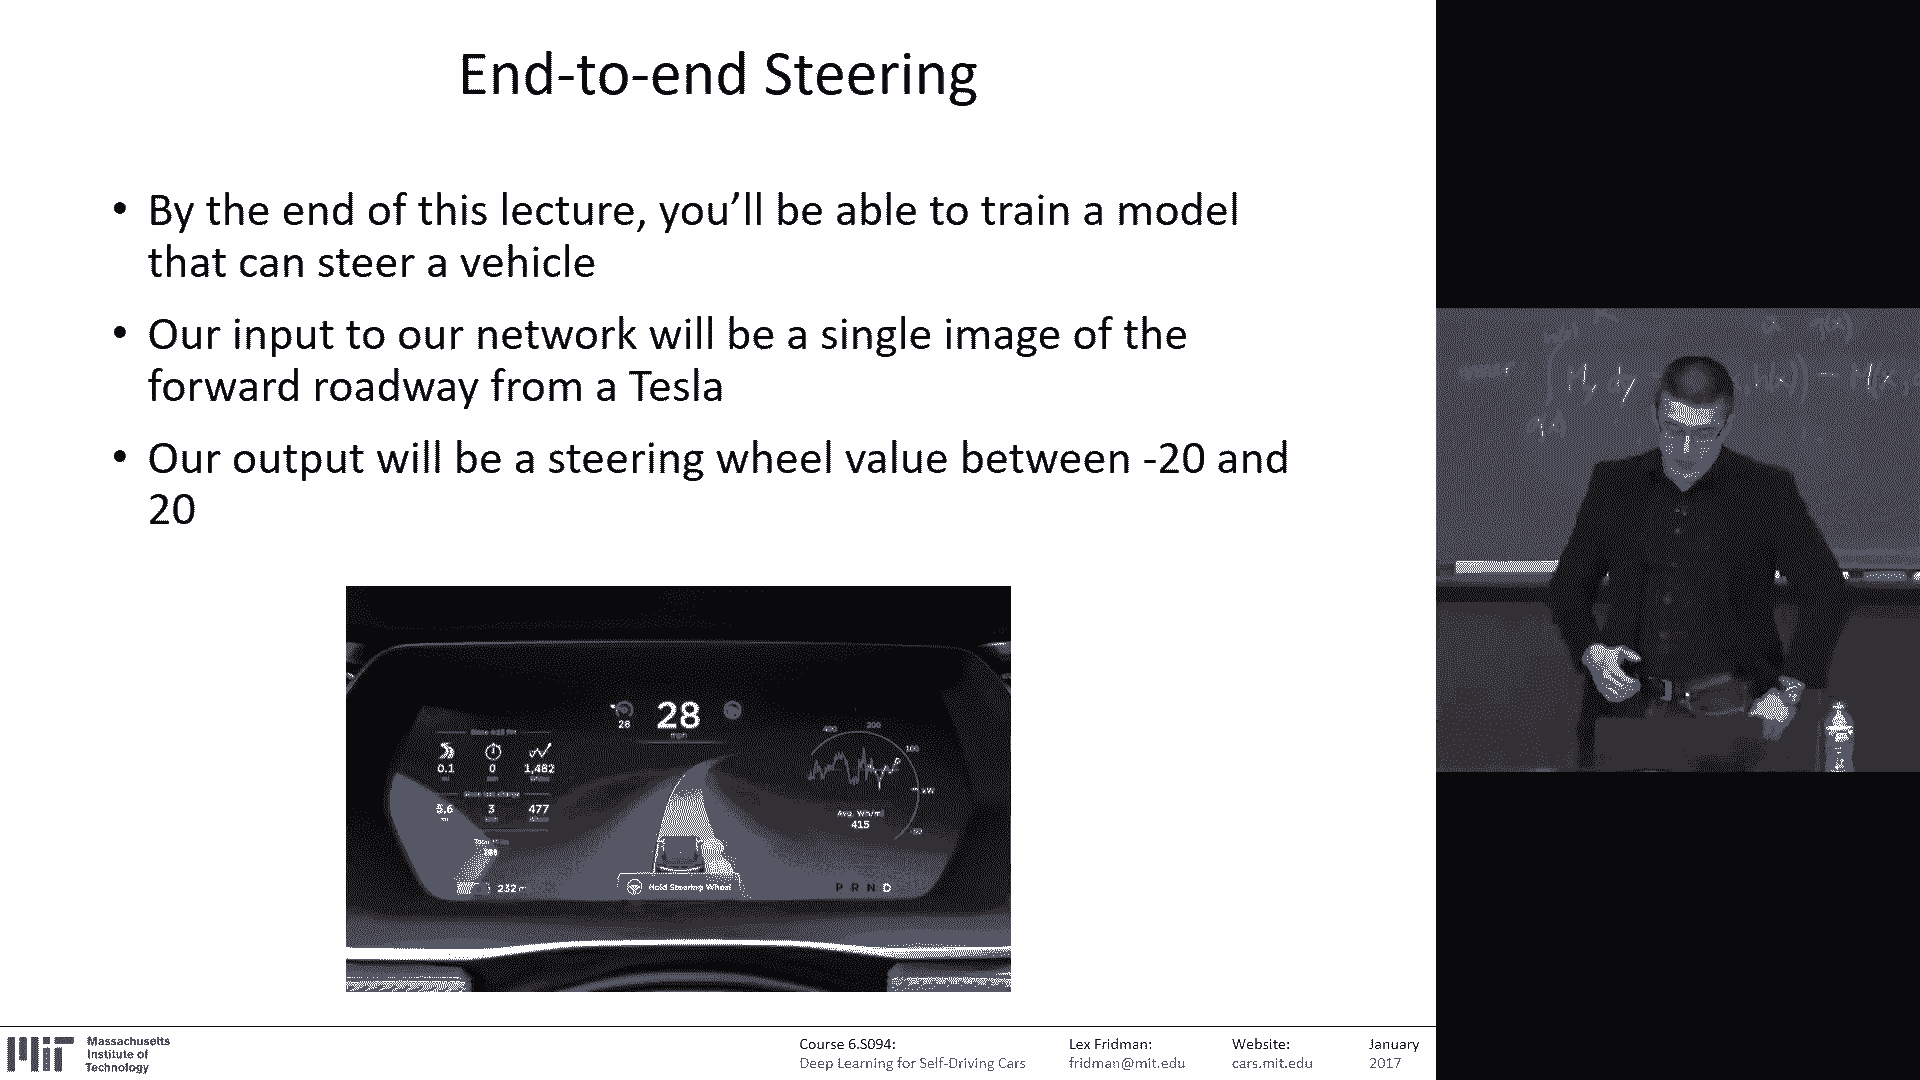 End-to-end Steering
• By the end of this lecture, you’ll be able to train a model
that can steer a vehicle
• Our input to our network will be a single image of the
forward roadway from a Tesla
• Our output will be a steering wheel value between -20 and
20
28
28
mph
0.1 0 1,482
5.6 3 477
232
Hold Steering Wheel
P R N D
400 200 100
kW
Avg. Wh/mi
415
Massachusetts
Institute of
Technology
Course 6.S094:
Deep Learning for Self-Driving Cars
Lex Fridman:
fridman@mit.edu
Website:
cars.mit.edu
January
2017